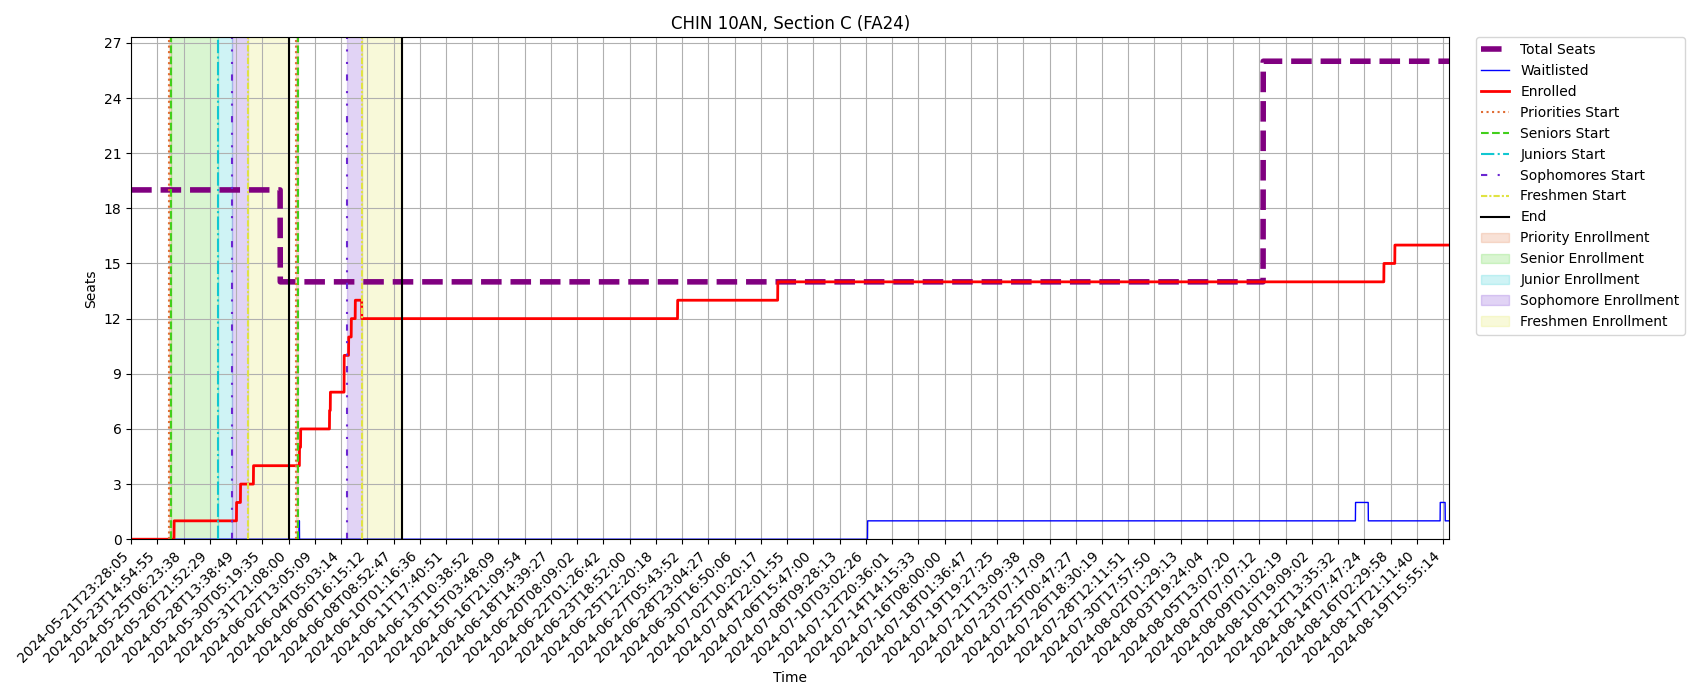 CHIN 10AN, Section C (FA24)
27
24
21
18
15
12
9
6
3
0
Seats
2024-05-21T23:28:05
2024-05-23T14:54:55
2024-05-25T06:23:38
2024-05-26T21:52:29
2024-05-28T13:38:49
2024-05-30T05:19:35
2024-05-31T21:08:00
2024-06-02T13:05:09
2024-06-04T05:03:14
2024-06-06T16:15:12
2024-06-08T08:52:47
2024-06-10T01:16:36
2024-06-11T17:40:51
2024-06-13T10:38:52
2024-06-15T03:48:09
2024-06-16T21:09:54
2024-06-18T14:39:27
2024-06-20T08:09:02
2024-06-22T01:26:42
2024-06-23T18:52:00
2024-06-25T12:20:18
2024-06-27T05:43:52
2024-06-28T23:04:27
2024-06-30T16:50:06
2024-07-02T10:20:17
2024-07-04T22:01:55
2024-07-06T15:47:00
2024-07-08T09:28:13
2024-07-10T03:02:26
2024-07-12T20:36:01
2024-07-14T14:15:33
2024-07-16T08:00:00
2024-07-18T01:36:47
2024-07-19T19:27:25
2024-07-21T13:09:38
2024-07-23T07:17:09
2024-07-25T00:47:27
2024-07-26T18:30:19
2024-07-28T12:11:51
2024-07-30T17:57:50
2024-08-02T01:29:13
2024-08-03T19:24:04
2024-08-05T13:07:20
2024-08-07T07:07:12
2024-08-09T01:02:19
2024-08-10T19:09:02
2024-08-12T13:35:32
2024-08-14T07:47:24
2024-08-16T02:29:58
2024-08-17T21:11:40
2024-08-19T15:55:14
Time
Total Seats
Waitlisted
Enrolled
Priorities Start
Seniors Start
Juniors Start
Sophomores Start
Freshmen Start
End
Priority Enrollment
Senior Enrollment
Junior Enrollment
Sophomore Enrollment
Freshmen Enrollment